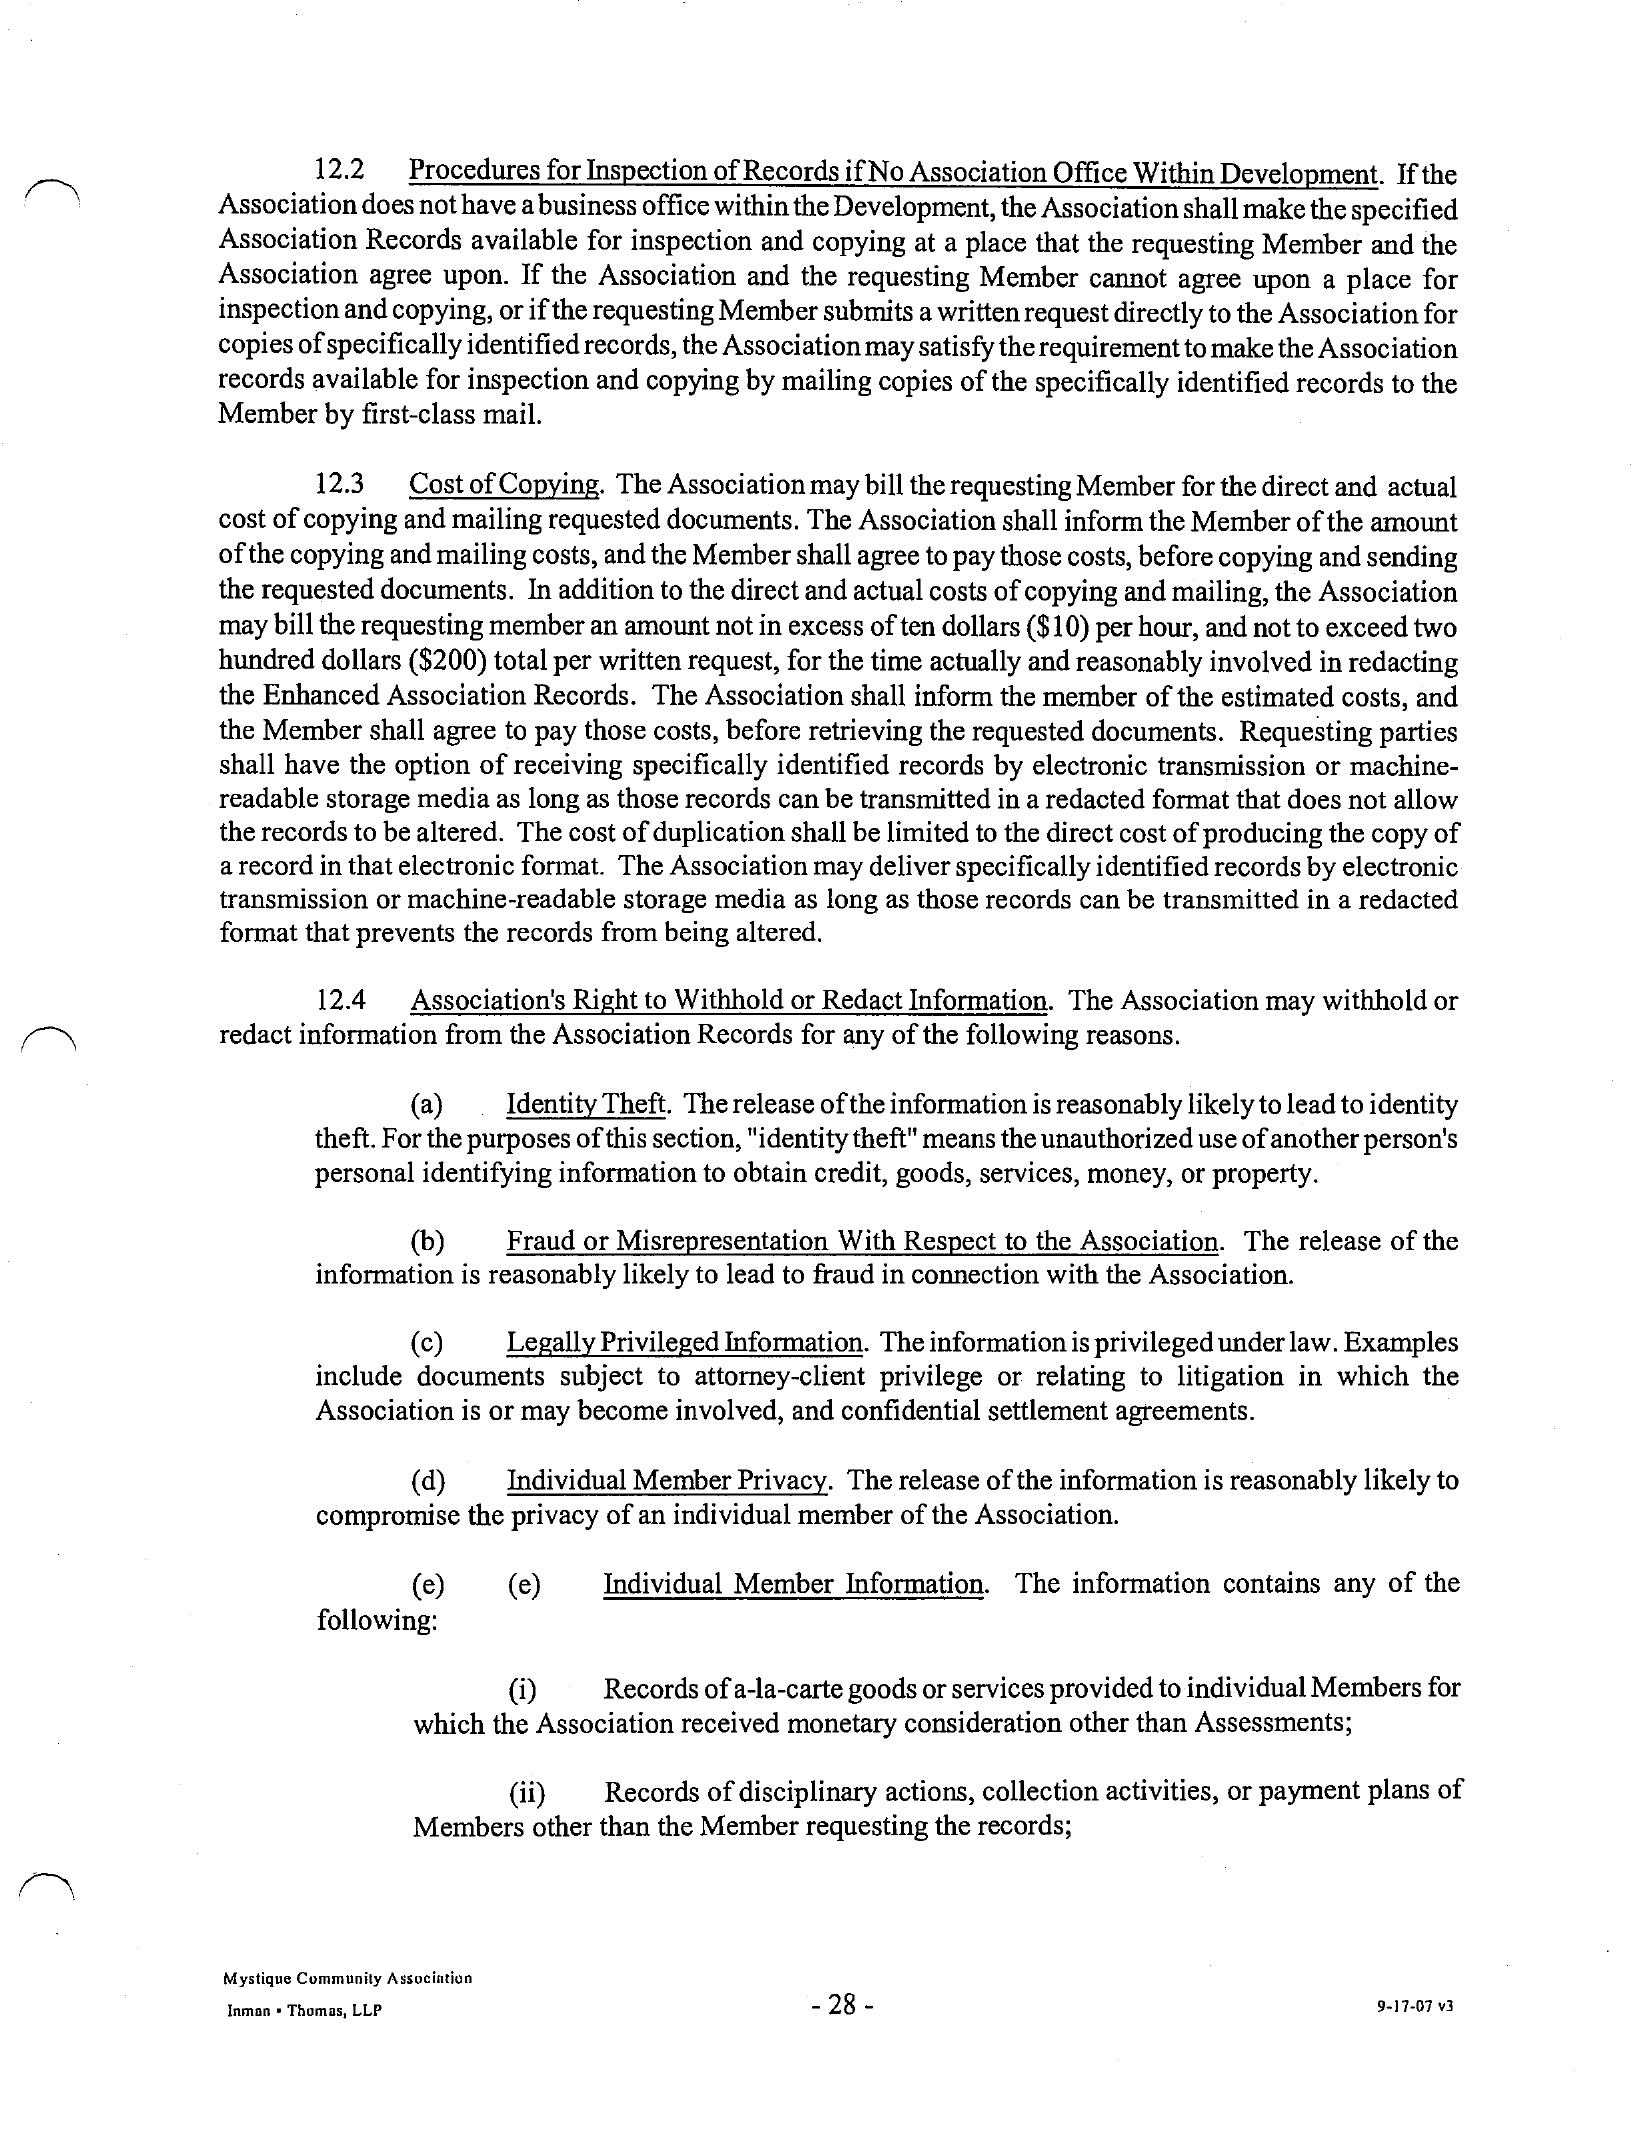 12.2 Procedures for Inspection of Records if No Association Office Within Development. If the
Association does not have a business office within the Development, the Association shall make the specified
Association Records available for inspection and copying at a place that the requesting Member and the
Association agree upon. If the Association and the requesting Member cannot agree upon a place for
inspection and copying, or if the requesting Member submits a written request directly to the Association for
copies of specifically identified records, the Association may satisfy the requirement to make the Association
records available for inspection and copying by mailing copies of the specifically identified records to the
Member by first-class mail.
12.3 Cost of Copying. The Association may bill the requesting Member for the direct and actual
cost of copying and mailing requested documents. The Association shall inform the Member of the amount
of the copying and mailing costs, and the Member shall agree to pay those costs, before copying and sending
the requested documents. In addition to the direct and actual costs of copying and mailing, the Association
may bill the requesting member an amount not in excess of ten dollars ($10) per hour, and not to exceed two
hundred dollars ($200) total per written request, for the time actually and reasonably involved in redacting
the Enhanced Association Records. The Association shall inform the member of the estimated costs, and
the Member shall agree to pay those costs, before retrieving the requested documents. Requesting parties
shall have the option of receiving specifically identified records by electronic transmission or machine-
readable storage media as long as those records can be transmitted in a redacted format that does not allow
the records to be altered. The cost of duplication shall be limited to the direct cost of producing the copy of
a record in that electronic format. The Association may deliver specifically identified records by electronic
transmission or machine-readable storage media as long as those records can be transmitted in a redacted
format that prevents the records from being altered.
12.4 Association's Right to Withhold or Redact Information. The Association may withhold or
redact information from the Association Records for any of the following reasons.
(a) Identity Theft. The release of the information is reasonably likely to lead to identity
theft. For the purposes of this section, "identity theft" means the unauthorized use of another person's
personal identifying information to obtain credit, goods, services, money, or property.
(b) Fraud or Misrepresentation With Respect to the Association. The release of the
information is reasonably likely to lead to fraud in connection with the Association.
(c) Legally Privileged Information. The information is privileged under law. Examples
include documents subject to attorney-client privilege or relating to litigation in which the
Association is or may become involved, and confidential settlement agreements.
(d) Individual Member Privacy. The release of the information is reasonably likely to
compromise the privacy of an individual member of the Association.
(e) (e) Individual Member Information. The information contains any of the
following:
(i) Records of a-la-carte goods or services provided to individual Members for
which the Association received monetary consideration other than Assessments;
(ii) Records of disciplinary actions, collection activities, or payment plans of
Members other than the Member requesting the records;
Mystique Community Association
Inman • Thomas, LLP
- 28 -
9-17-07 v3